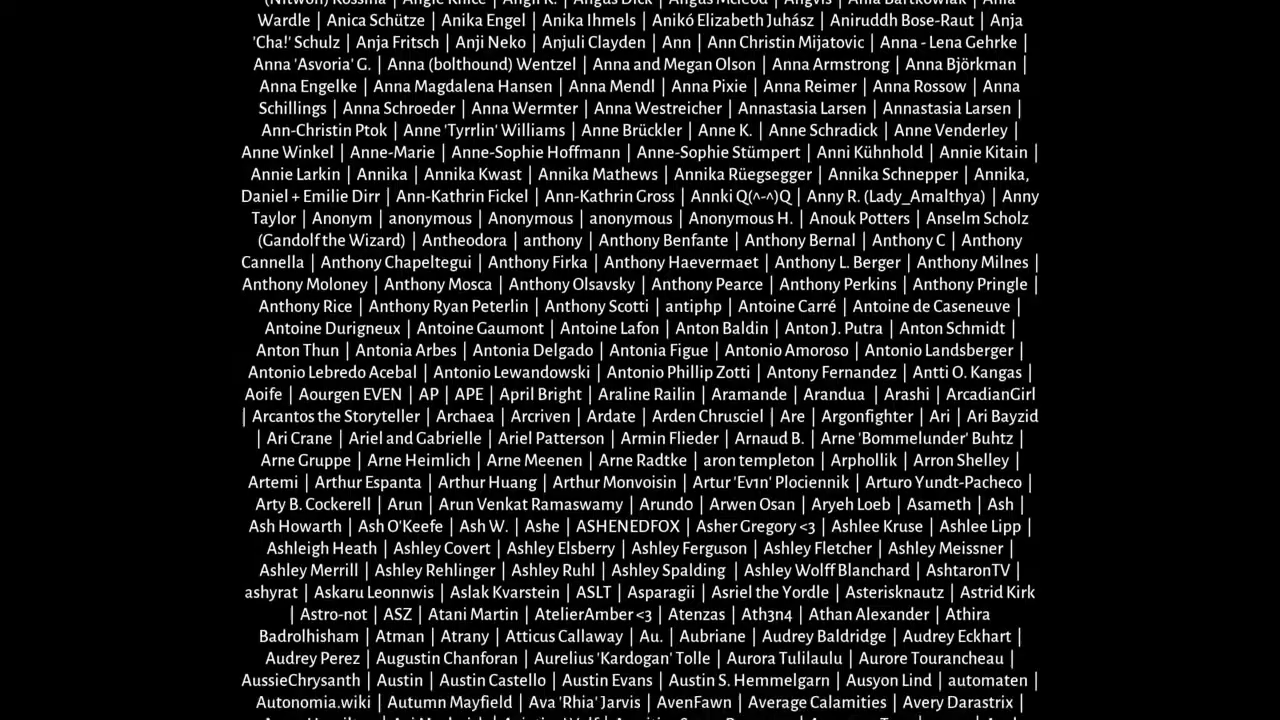 (Nitwon) Rossina | Angie Knice | Angii K. | Angus Dick | Angus Mcleod | Angvis | Ania Bartkowiak | Ania
Wardle | Anica Schütze | Anika Engel | Anika Ihmels | Anikó Elizabeth Juhász | Aniruddh Bose-Raut | Anja
'Cha!' Schulz | Anja Fritsch | Anji Neko | Anjuli Clayden | Ann | Ann Christin Mijatovic | Anna - Lena Gehrke |
Anna 'Asvoria' G. | Anna (bolthound) Wentzel | Anna and Megan Olson | Anna Armstrong | Anna Björkman |
Anna Engelke | Anna Magdalena Hansen | Anna Mendl | Anna Pixie | Anna Reimer | Anna Rossow | Anna
Schillings | Anna Schroeder | Anna Wermter | Anna Westreicher | Annastasia Larsen | Annastasia Larsen |
Ann-Christin Ptok | Anne 'Tyrrlin' Williams | Anne Brückler | Anne K. | Anne Schradick | Anne Venderley |
Anne Winkel | Anne-Marie | Anne-Sophie Hoffmann | Anne-Sophie Stümpert | Anni Kühnhold | Annie Kitain |
Annie Larkin | Annika | Annika Kwast | Annika Mathews | Annika Rüegsegger | Annika Schnepper | Annika,
Daniel + Emilie Dirr | Ann-Kathrin Fickel | Ann-Kathrin Gross | Annki Q(^-^)Q | Anny R. (Lady_Amalthya) | Anny
Taylor | Anonym | anonymous | Anonymous | anonymous | Anonymous H. | Anouk Potters | Anselm Scholz
(Gandolf the Wizard) | Antheodora | anthony | Anthony Benfante | Anthony Bernal | Anthony C | Anthony
Cannella | Anthony Chapeltegui | Anthony Firka | Anthony Haevermaet | Anthony L. Berger | Anthony Milnes |
Anthony Moloney | Anthony Mosca | Anthony Olsavsky | Anthony Pearce | Anthony Perkins | Anthony Pringle |
Anthony Rice | Anthony Ryan Peterlin | Anthony Scotti | antiphp | Antoine Carré | Antoine de Caseneuve |
Antoine Durigneux | Antoine Gaumont | Antoine Lafon | Anton Baldin | Anton J. Putra | Anton Schmidt |
Anton Thun | Antonia Arbes | Antonia Delgado | Antonia Figue | Antonio Amoroso | Antonio Landsberger |
Antonio Lebredo Acebal | Antonio Lewandowski | Antonio Phillip Zotti | Antony Fernandez | Antti O. Kangas |
Aoife | Aourgen EVEN | AP | APE | April Bright | Araline Railin | Aramande | Arandua | Arashi | ArcadianGirl
| Arcantos the Storyteller | Archaea | Arcriven | Ardate | Arden Chrusciel | Are | Argonfighter | Ari | Ari Bayzid
| Ari Crane | Ariel and Gabrielle | Ariel Patterson | Armin Flieder | Arnaud B. | Arne 'Bommelunder' Buhtz |
Arne Gruppe | Arne Heimlich | Arne Meenen | Arne Radtke | aron templeton | Arphollik | Arron Shelley |
Artemi | Arthur Espanta | Arthur Huang | Arthur Monvoisin | Artur 'Ev1n' Plociennik | Arturo Yundt-Pacheco |
Arty B. Cockerell | Arun | Arun Venkat Ramaswamy | Arundo | Arwen Osan | Aryeh Loeb | Asameth | Ash |
Ash Howarth | Ash O'Keefe | Ash W. | Ashe | ASHENEDFOX | Asher Gregory <3 | Ashlee Kruse | Ashlee Lipp |
Ashleigh Heath | Ashley Covert | Ashley Elsberry | Ashley Ferguson | Ashley Fletcher | Ashley Meissner |
Ashley Merrill | Ashley Rehlinger | Ashley Ruhl | Ashley Spalding | Ashley Wolff Blanchard | AshtaronTV |
ashyrat | Askaru Leonnwis | Aslak Kvarstein | ASLT | Asparagii | Asriel the Yordle | Asterisknautz | Astrid Kirk
| Astro-not | ASZ | Atani Martin | AtelierAmber <3 | Atenzas | Ath3n4 | Athan Alexander | Athira
Badrolhisham | Atman | Atrany | Atticus Callaway | Au. | Aubriane | Audrey Baldridge | Audrey Eckhart |
Audrey Perez | Augustin Chanforan | Aurelius 'Kardogan' Tolle | Aurora Tulilaulu | Aurore Tourancheau |
AussieChrysanth | Austin | Austin Castello | Austin Evans | Austin S. Hemmelgarn | Ausyon Lind | automaten |
Autonomia.wiki | Autumn Mayfield | Ava 'Rhia' Jarvis | AvenFawn | Average Calamities | Avery Darastrix |